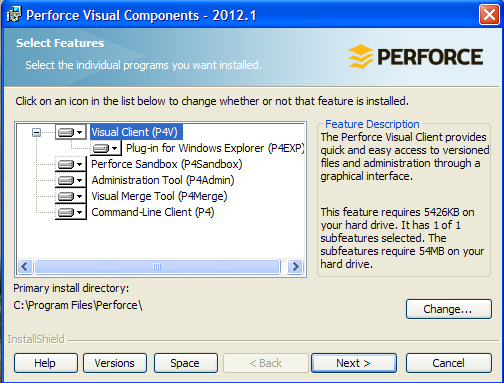 Perforce Visual Components - 2012.1
Select Features
Select the individual programs you want installed.
PERFORCE
Click on an icon in the list below to change whether or not that feature is installed.
Visual Client (P4V)
Plug-in for Windows Explorer (P4EXP)
Perforce Sandbox (P4Sandbox)
Administration Tool (P4Admin)
Visual Merge Tool (P4Merge)
Command-Line Client (P4)
Feature Description
The Perforce Visual Client provides
quick and easy access to versioned
files and administration through a
graphical interface.
This feature requires 5426KB on
your hard drive. It has 1 of 1
subfeatures selected. The
subfeatures require 54MB on your
hard drive.
Primary install directory:
C:\Program Files\Perforce\
Change...
InstallShield
Help
Versions
Space
< Back
Next >
Cancel